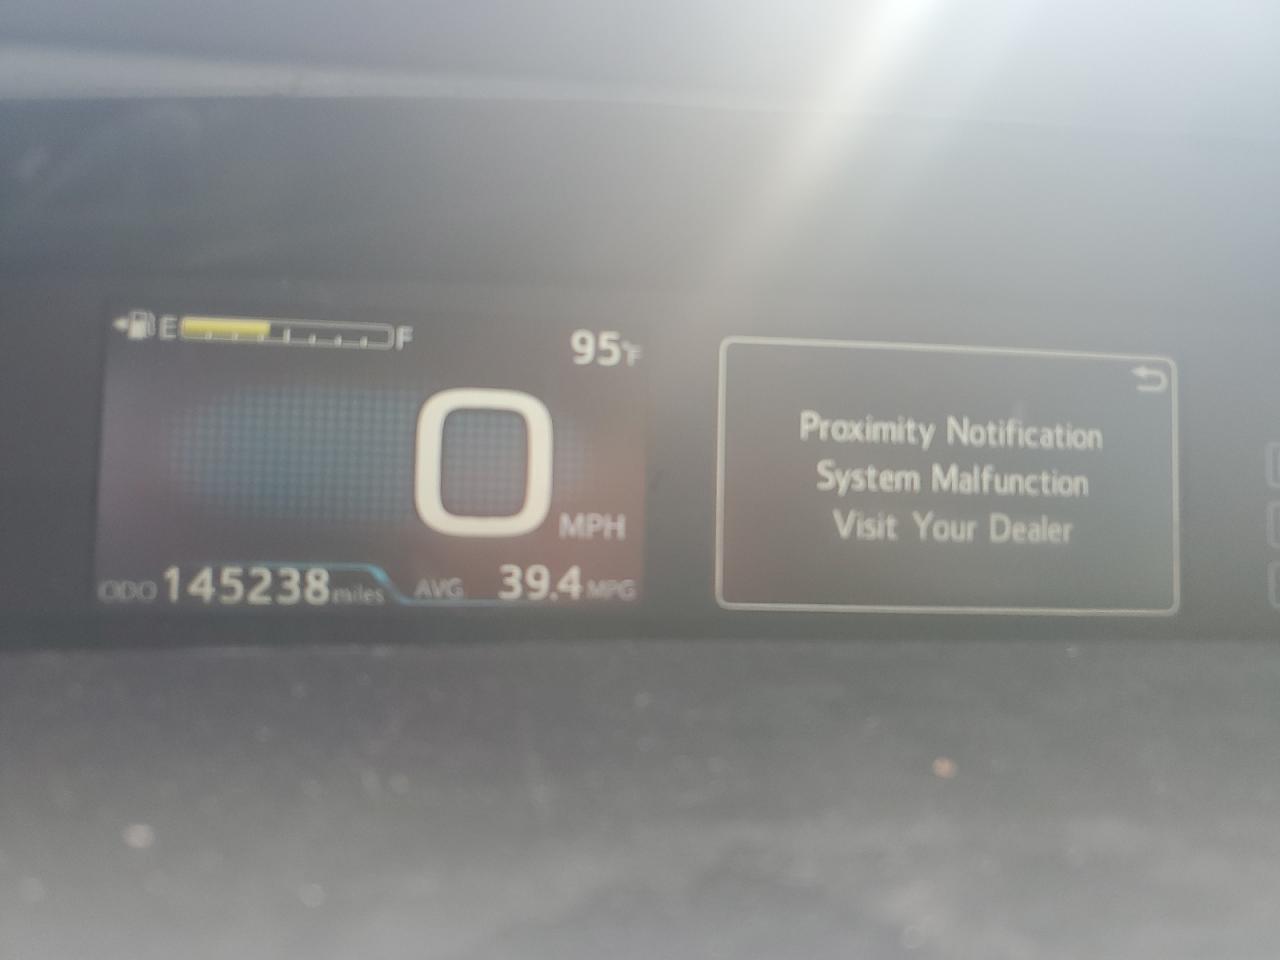 E F
95°F
0
MPH
ODO 145238 miles
AVG 39.4 MPG
Proximity Notification
System Malfunction
Visit Your Dealer